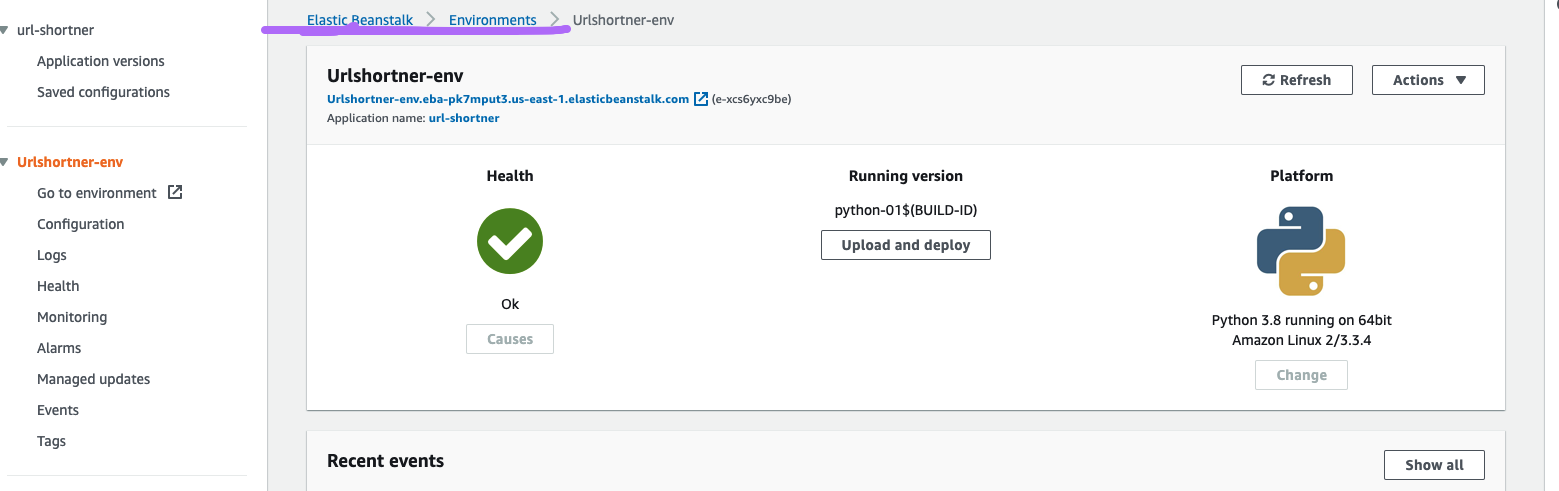 url-shortner
Application versions
Saved configurations
Urlshortner-env
Go to environment
Configuration
Logs
Health
Monitoring
Alarms
Managed updates
Events
Tags
Elastic Beanstalk Environments Urlshortner-env
Urlshortner-env
Refresh
Actions
Urlshortner-env.eba-pk7mput3.us-east-1.elasticbeanstalk.com (e-xcs6yxc9be)
Application name: url-shortner
Health
Ok
Causes
Running version
python-01$(BUILD-ID)
Upload and deploy
Platform
Python 3.8 running on 64bit
Amazon Linux 2/3.3.4
Change
Recent events
Show all